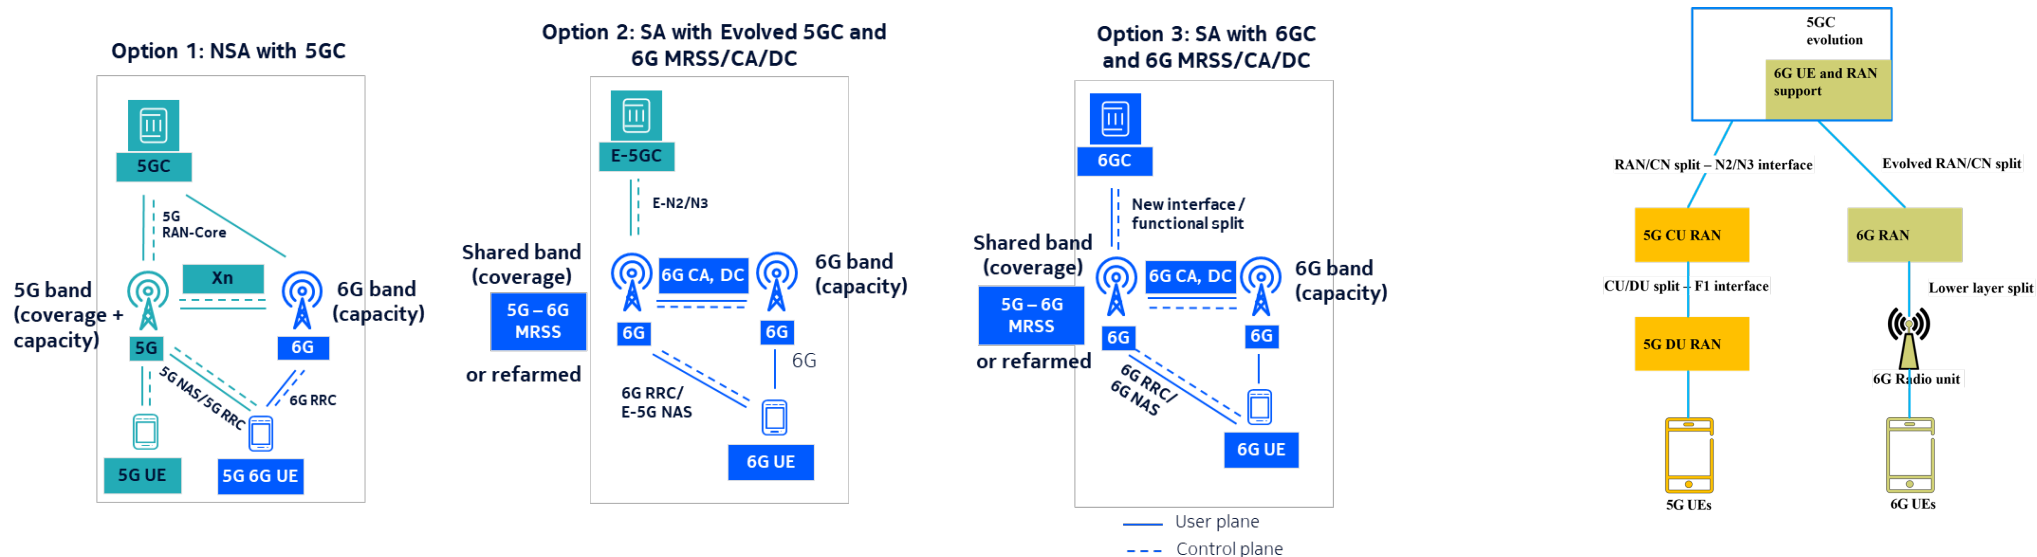 Option 1: NSA with 5GC
5GC
5G
RAN-Core
Xn
5G band
(coverage +
capacity)
6G band
(capacity)
5G
6G
5G NAS/5G RRC
6G RRC
5G UE
5G 6G UE
Option 2: SA with Evolved 5GC and
6G MRSS/CA/DC
E-5GC
E-N2/N3
Shared band
(coverage)
5G – 6G
MRSS
or refarmed
6G CA, DC
6G band
(capacity)
6G
6G
6G
6G RRC/
E-5G NAS
6G UE
Option 3: SA with 6GC
and 6G MRSS/CA/DC
6GC
New interface/
functional split
Shared band
(coverage)
5G – 6G
MRSS
or refarmed
6G CA, DC
6G band
(capacity)
6G
6G
6G RRC/
6G NAS
6G UE
User plane
Control plane
5GC
evolution
6G UE and RAN
support
RAN/CN split – N2/N3 interface
Evolved RAN/CN split
5G CU RAN
6G RAN
CU/DU split – F1 interface
Lower layer split
5G DU RAN
6G Radio unit
5G UEs
6G UEs